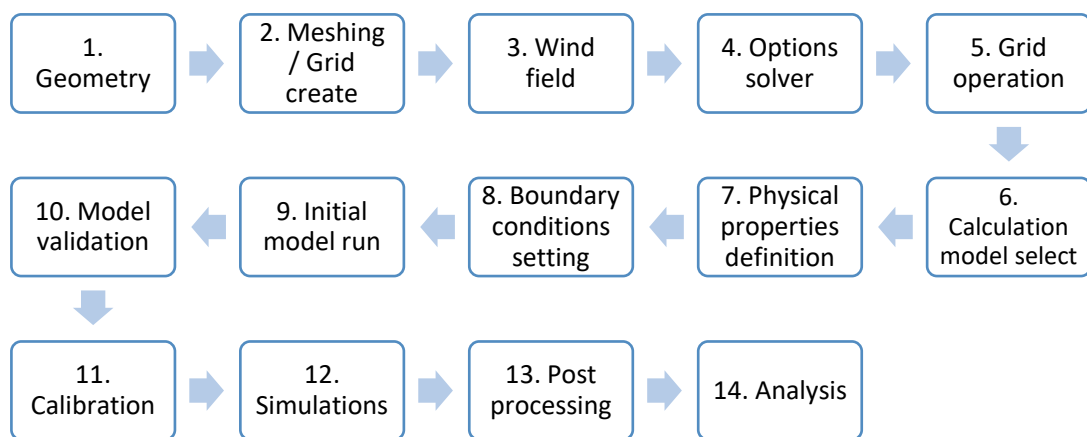 1.
Geometry
2. Meshing
/ Grid
create
3. Wind
field
4. Options
solver
5. Grid
operation
6.
Calculation
model select
7. Physical
properties
definition
8. Boundary
conditions
setting
9. Initial
model run
10. Model
validation
11.
Calibration
12.
Simulations
13. Post
processing
14. Analysis